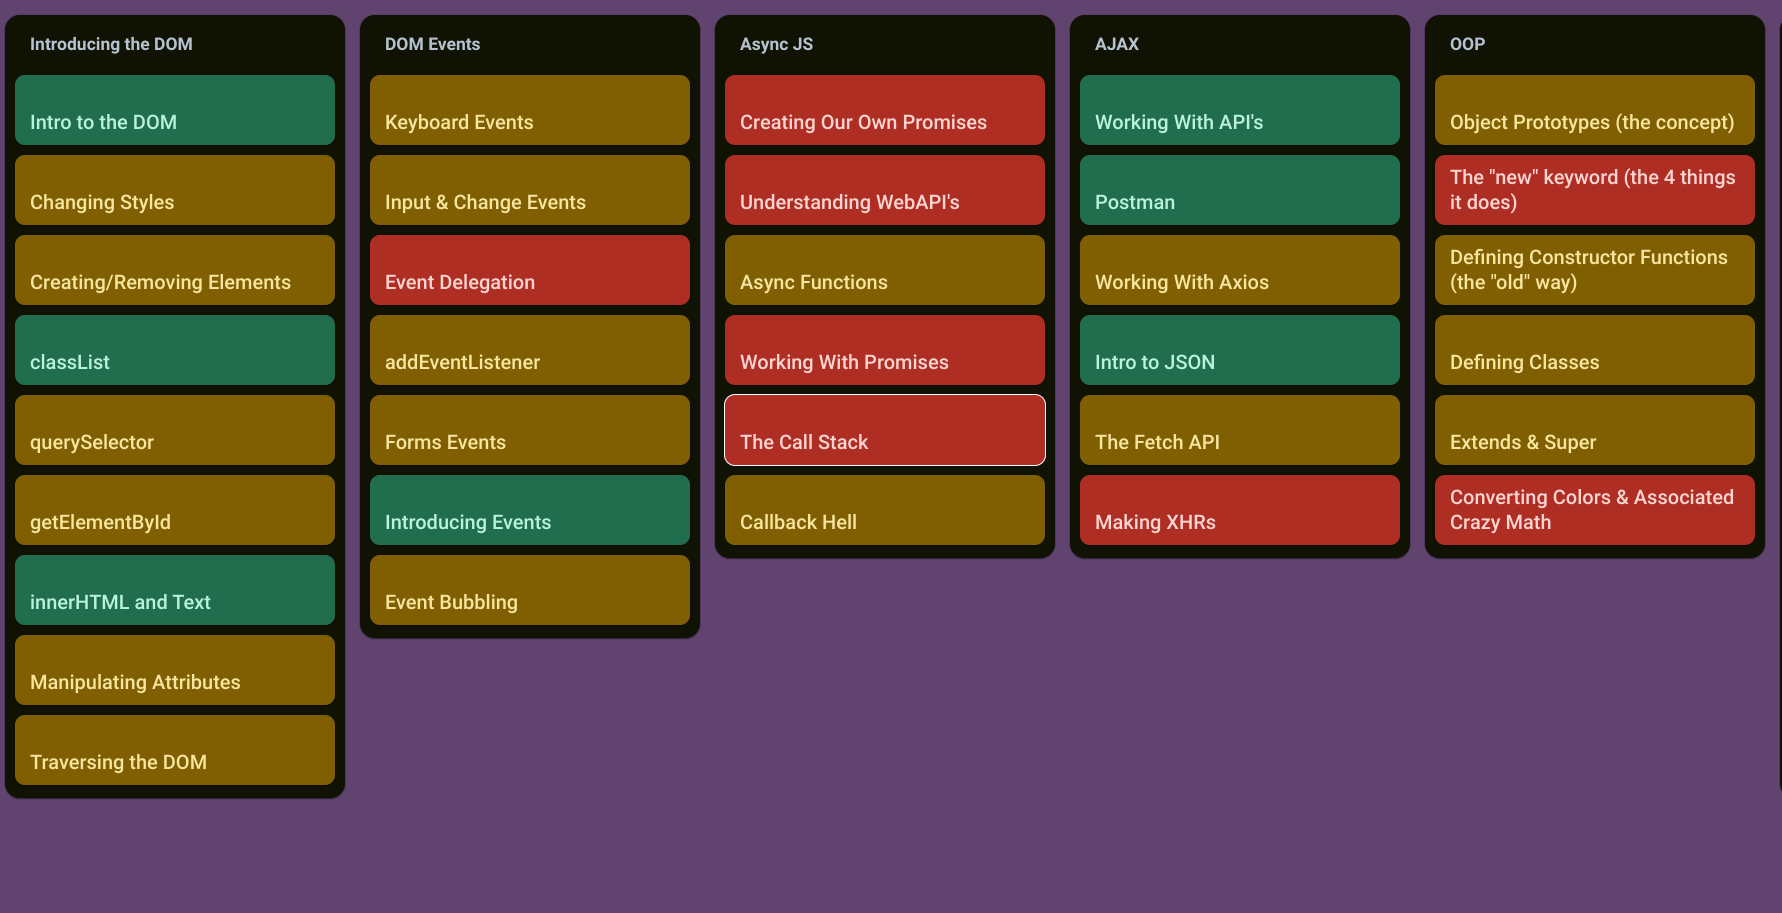 Introducing the DOM
Intro to the DOM
Changing Styles
Creating/Removing Elements
classList
querySelector
getElementById
innerHTML and Text
Manipulating Attributes
Traversing the DOM
DOM Events
Keyboard Events
Input & Change Events
Event Delegation
addEventListener
Forms Events
Introducing Events
Event Bubbling
Async JS
Creating Our Own Promises
Understanding WebAPI's
Async Functions
Working With Promises
The Call Stack
Callback Hell
AJAX
Working With API's
Postman
Working With Axios
Intro to JSON
The Fetch API
Making XHRs
OOP
Object Prototypes (the concept)
The "new" keyword (the 4 things
it does)
Defining Constructor Functions
(the "old" way)
Defining Classes
Extends & Super
Converting Colors & Associated
Crazy Math